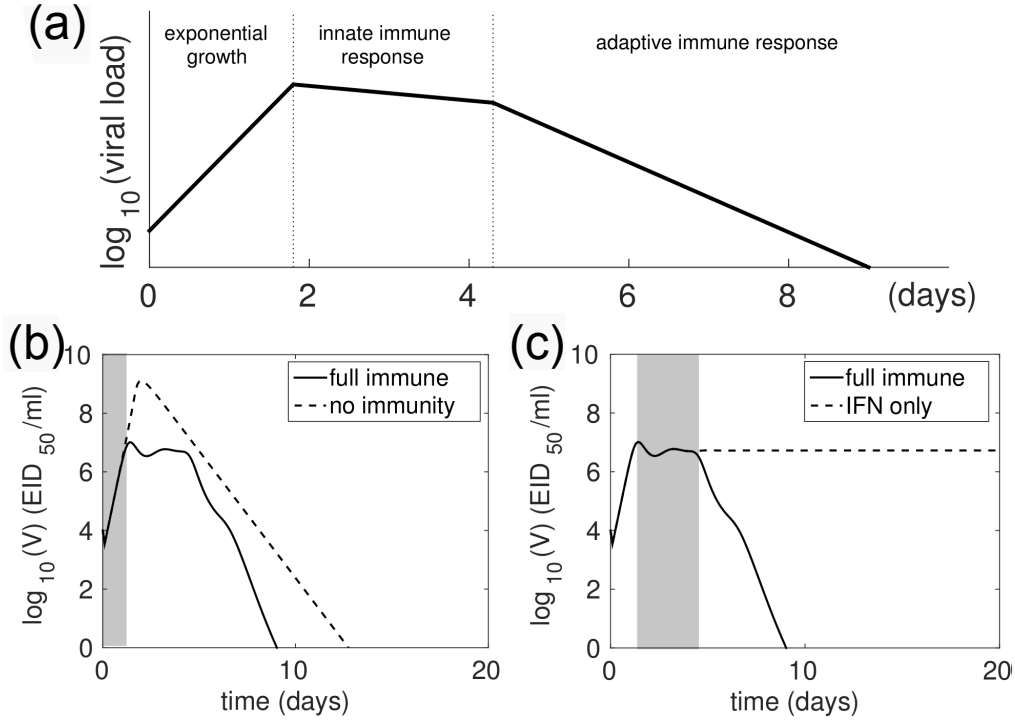 (a)
exponential
growth
innate immune
response
adaptive immune response
log 10 (viral load)
0 2 4 6 8 (days)
(b)
10
8
6
4
2
0
log 10 (V) (EID 50 /ml)
full immune
no immunity
0 10 20
time (days)
(c)
10
8
6
4
2
0
log 10 (V) (EID 50 /ml)
full immune
IFN only
0 10 20
time (days)